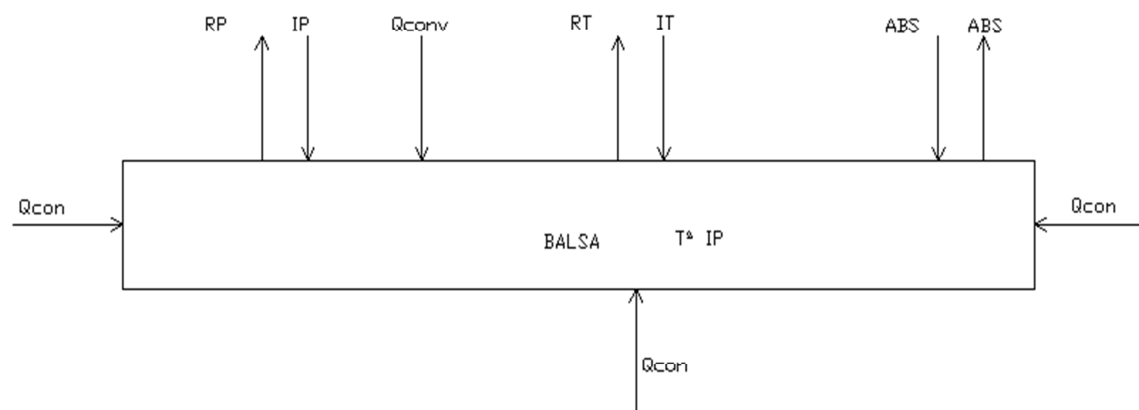 RP IP Qconv RT IT ABS ABS
Qcon Qcon
BALSA Tª IP
Qcon